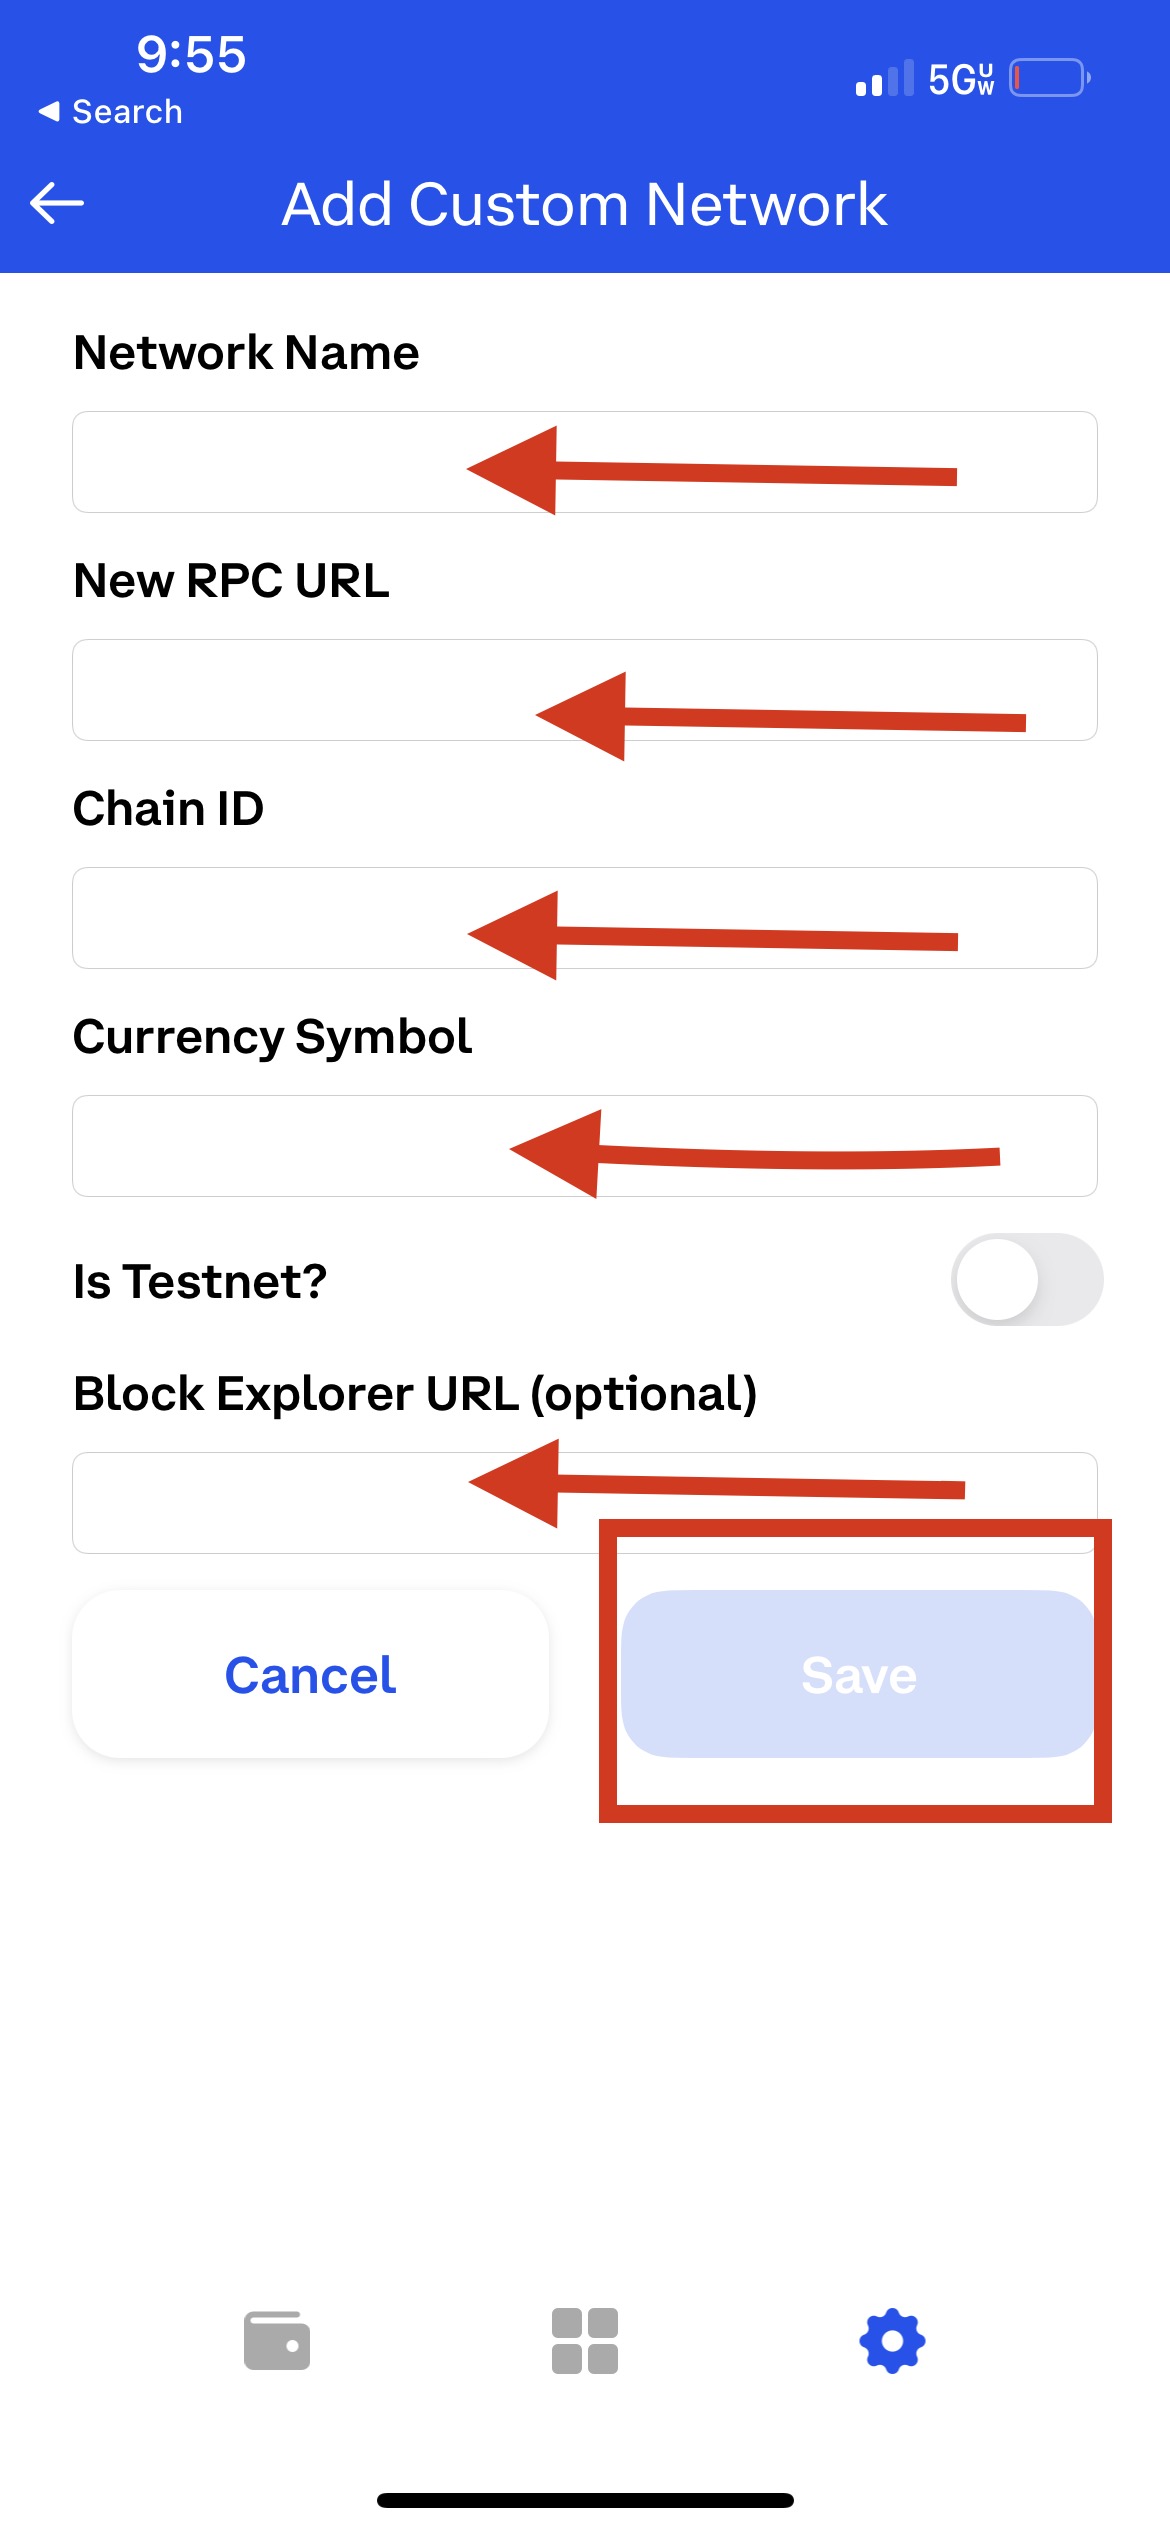 9:55
Search
5G UW
Add Custom Network
Network Name
New RPC URL
Chain ID
Currency Symbol
Is Testnet?
Block Explorer URL (optional)
Cancel
Save